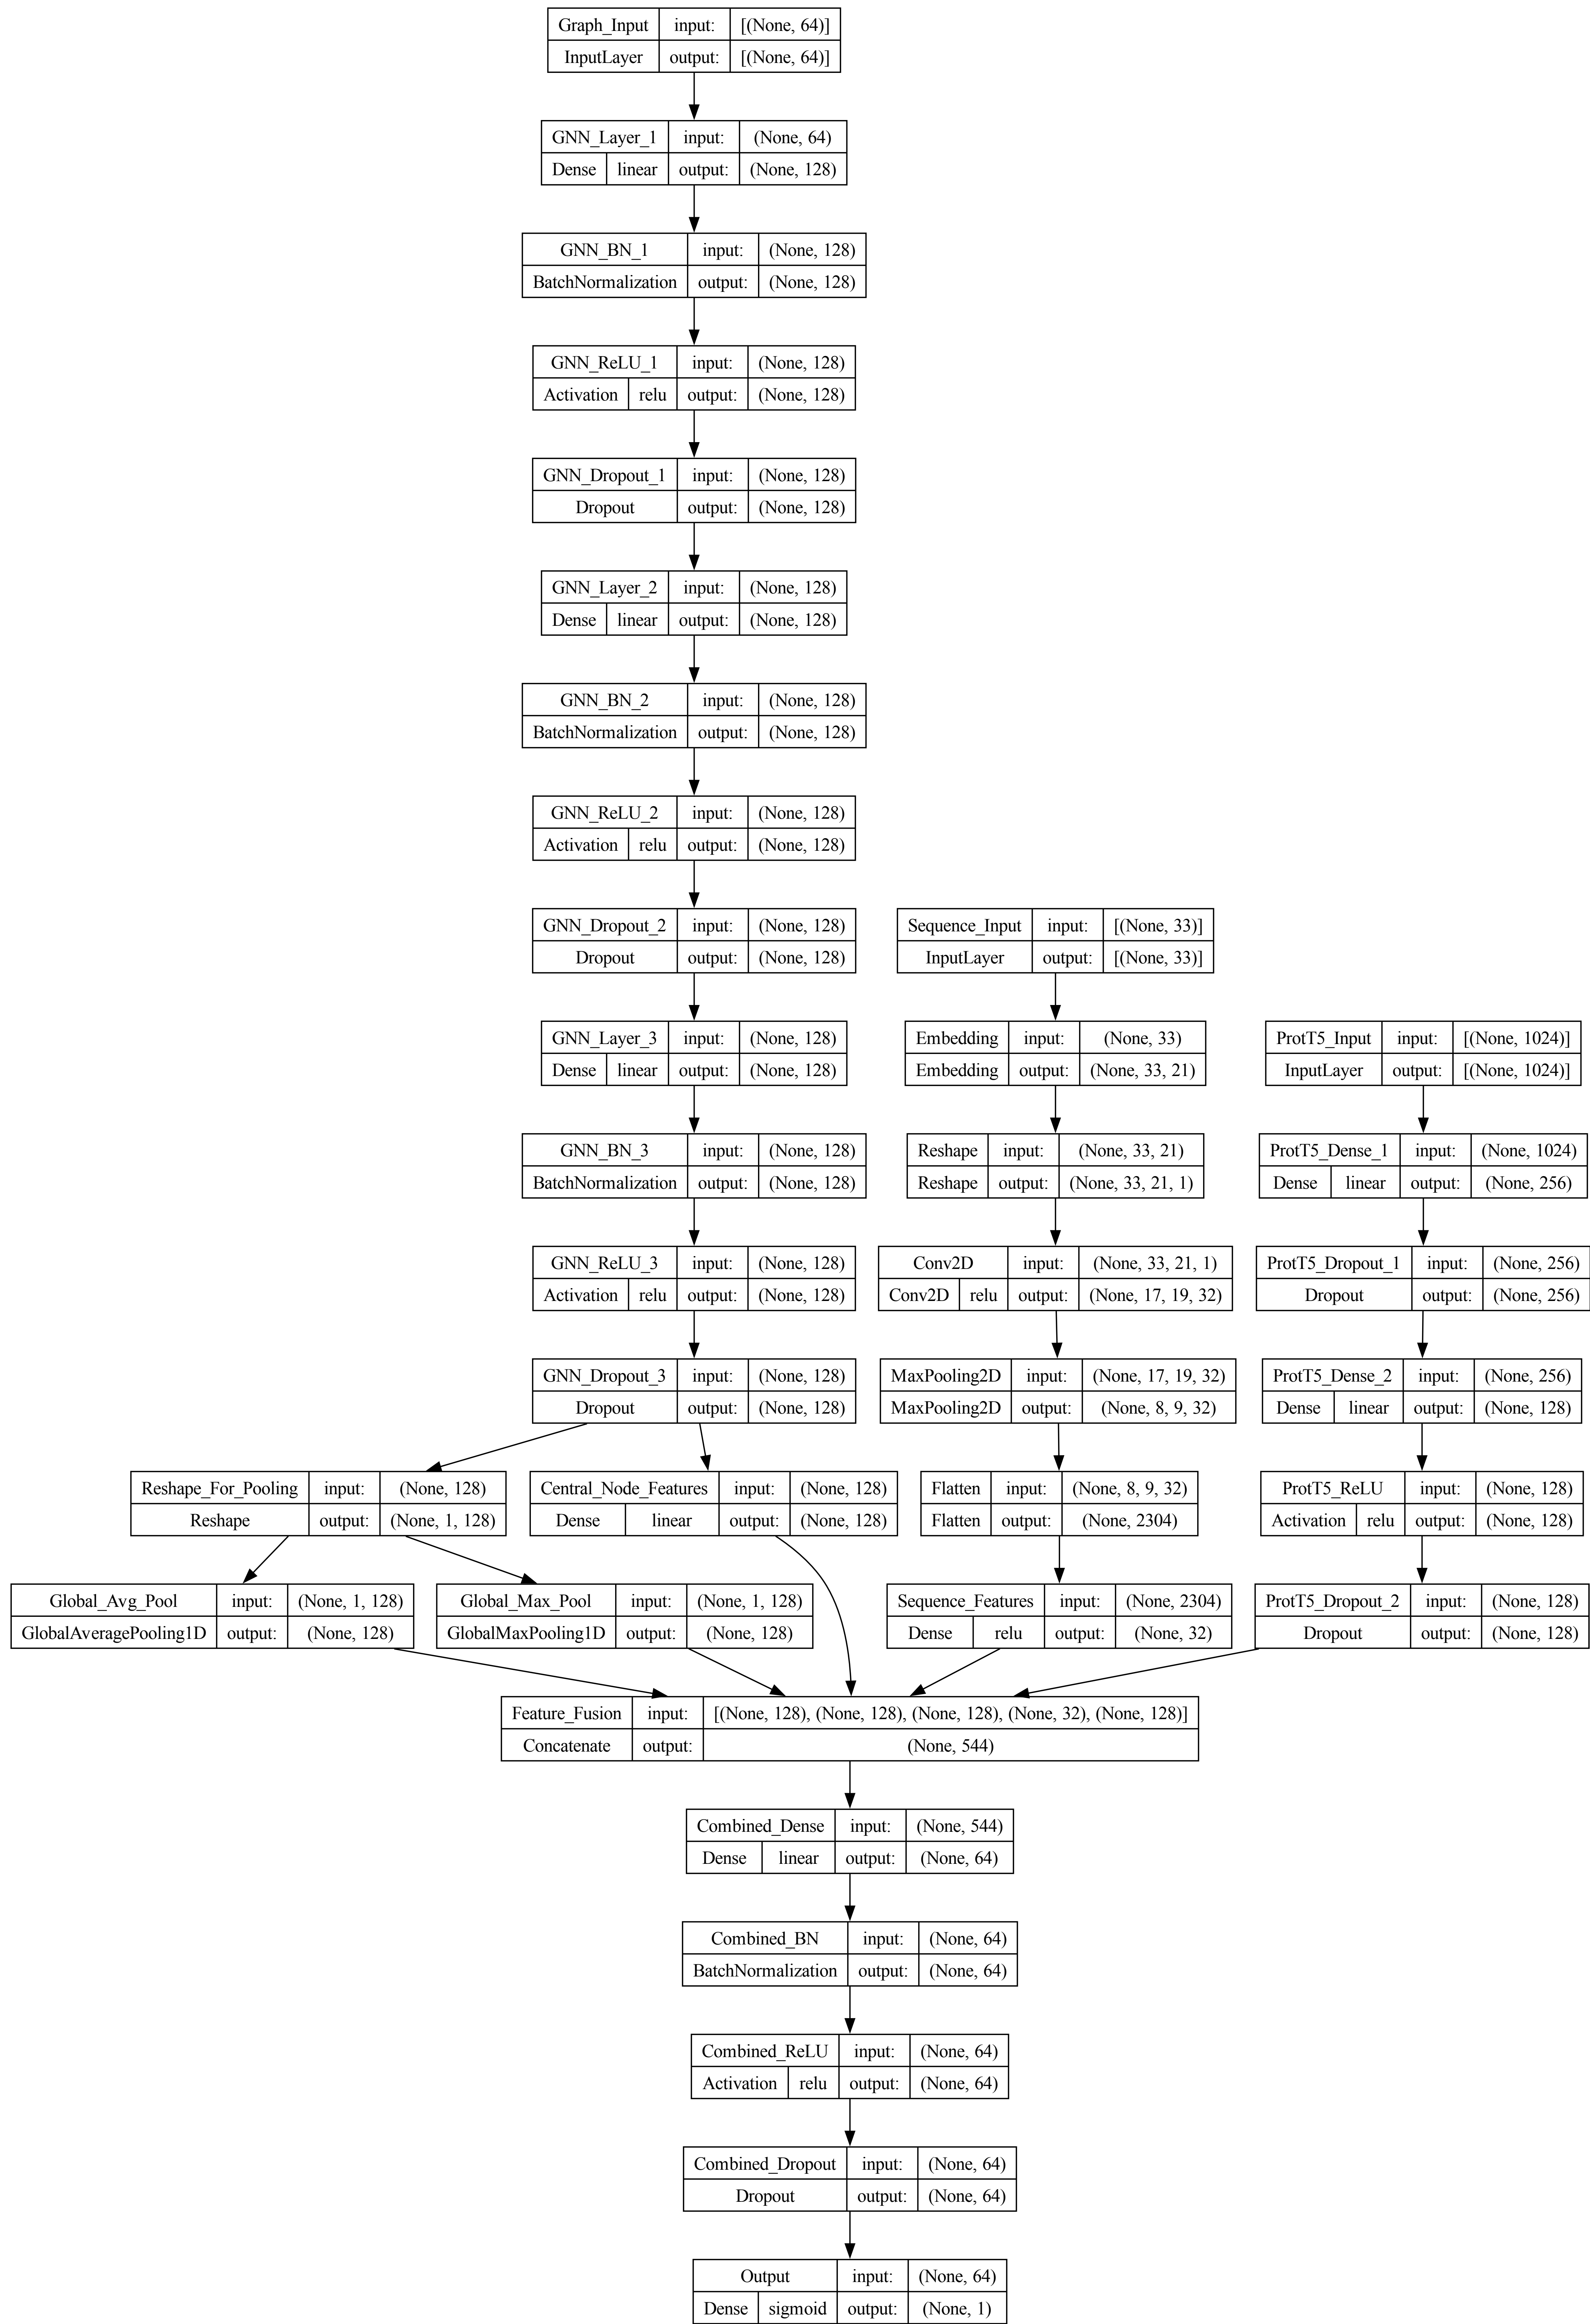 Graph_Input input: [(None, 64)]
InputLayer output: [(None, 64)]
GNN_Layer_1 input: (None, 64)
Dense linear output: (None, 128)
GNN_BN_1 input: (None, 128)
BatchNormalization output: (None, 128)
GNN_ReLU_1 input: (None, 128)
Activation relu output: (None, 128)
GNN_Dropout_1 input: (None, 128)
Dropout output: (None, 128)
GNN_Layer_2 input: (None, 128)
Dense linear output: (None, 128)
GNN_BN_2 input: (None, 128)
BatchNormalization output: (None, 128)
GNN_ReLU_2 input: (None, 128)
Activation relu output: (None, 128)
GNN_Dropout_2 input: (None, 128)
Dropout output: (None, 128)
GNN_Layer_3 input: (None, 128)
Dense linear output: (None, 128)
GNN_BN_3 input: (None, 128)
BatchNormalization output: (None, 128)
GNN_ReLU_3 input: (None, 128)
Activation relu output: (None, 128)
GNN_Dropout_3 input: (None, 128)
Dropout output: (None, 128)
Reshape_For_Pooling input: (None, 128)
Reshape output: (None, 1, 128)
Central_Node_Features input: (None, 128)
Dense linear output: (None, 128)
Global_Avg_Pool input: (None, 1, 128)
GlobalAveragePooling1D output: (None, 128)
Global_Max_Pool input: (None, 1, 128)
GlobalMaxPooling1D output: (None, 128)
Sequence_Input input: [(None, 33)]
InputLayer output: [(None, 33)]
Embedding input: (None, 33)
Embedding output: (None, 33, 21)
Reshape input: (None, 33, 21)
Reshape output: (None, 33, 21, 1)
Conv2D input: (None, 33, 21, 1)
Conv2D relu output: (None, 17, 19, 32)
MaxPooling2D input: (None, 17, 19, 32)
MaxPooling2D output: (None, 8, 9, 32)
Flatten input: (None, 8, 9, 32)
Flatten output: (None, 2304)
Sequence_Features input: (None, 2304)
Dense relu output: (None, 32)
ProtT5_Input input: [(None, 1024)]
InputLayer output: [(None, 1024)]
ProtT5_Dense_1 input: (None, 1024)
Dense linear output: (None, 256)
ProtT5_Dropout_1 input: (None, 256)
Dropout output: (None, 256)
ProtT5_Dense_2 input: (None, 256)
Dense linear output: (None, 128)
ProtT5_ReLU input: (None, 128)
Activation relu output: (None, 128)
ProtT5_Dropout_2 input: (None, 128)
Dropout output: (None, 128)
Feature_Fusion input: [(None, 128), (None, 128), (None, 128), (None, 32), (None, 128)]
Concatenate output: (None, 544)
Combined_Dense input: (None, 544)
Dense linear output: (None, 64)
Combined_BN input: (None, 64)
BatchNormalization output: (None, 64)
Combined_ReLU input: (None, 64)
Activation relu output: (None, 64)
Combined_Dropout input: (None, 64)
Dropout output: (None, 64)
Output input: (None, 64)
Dense sigmoid output: (None, 1)